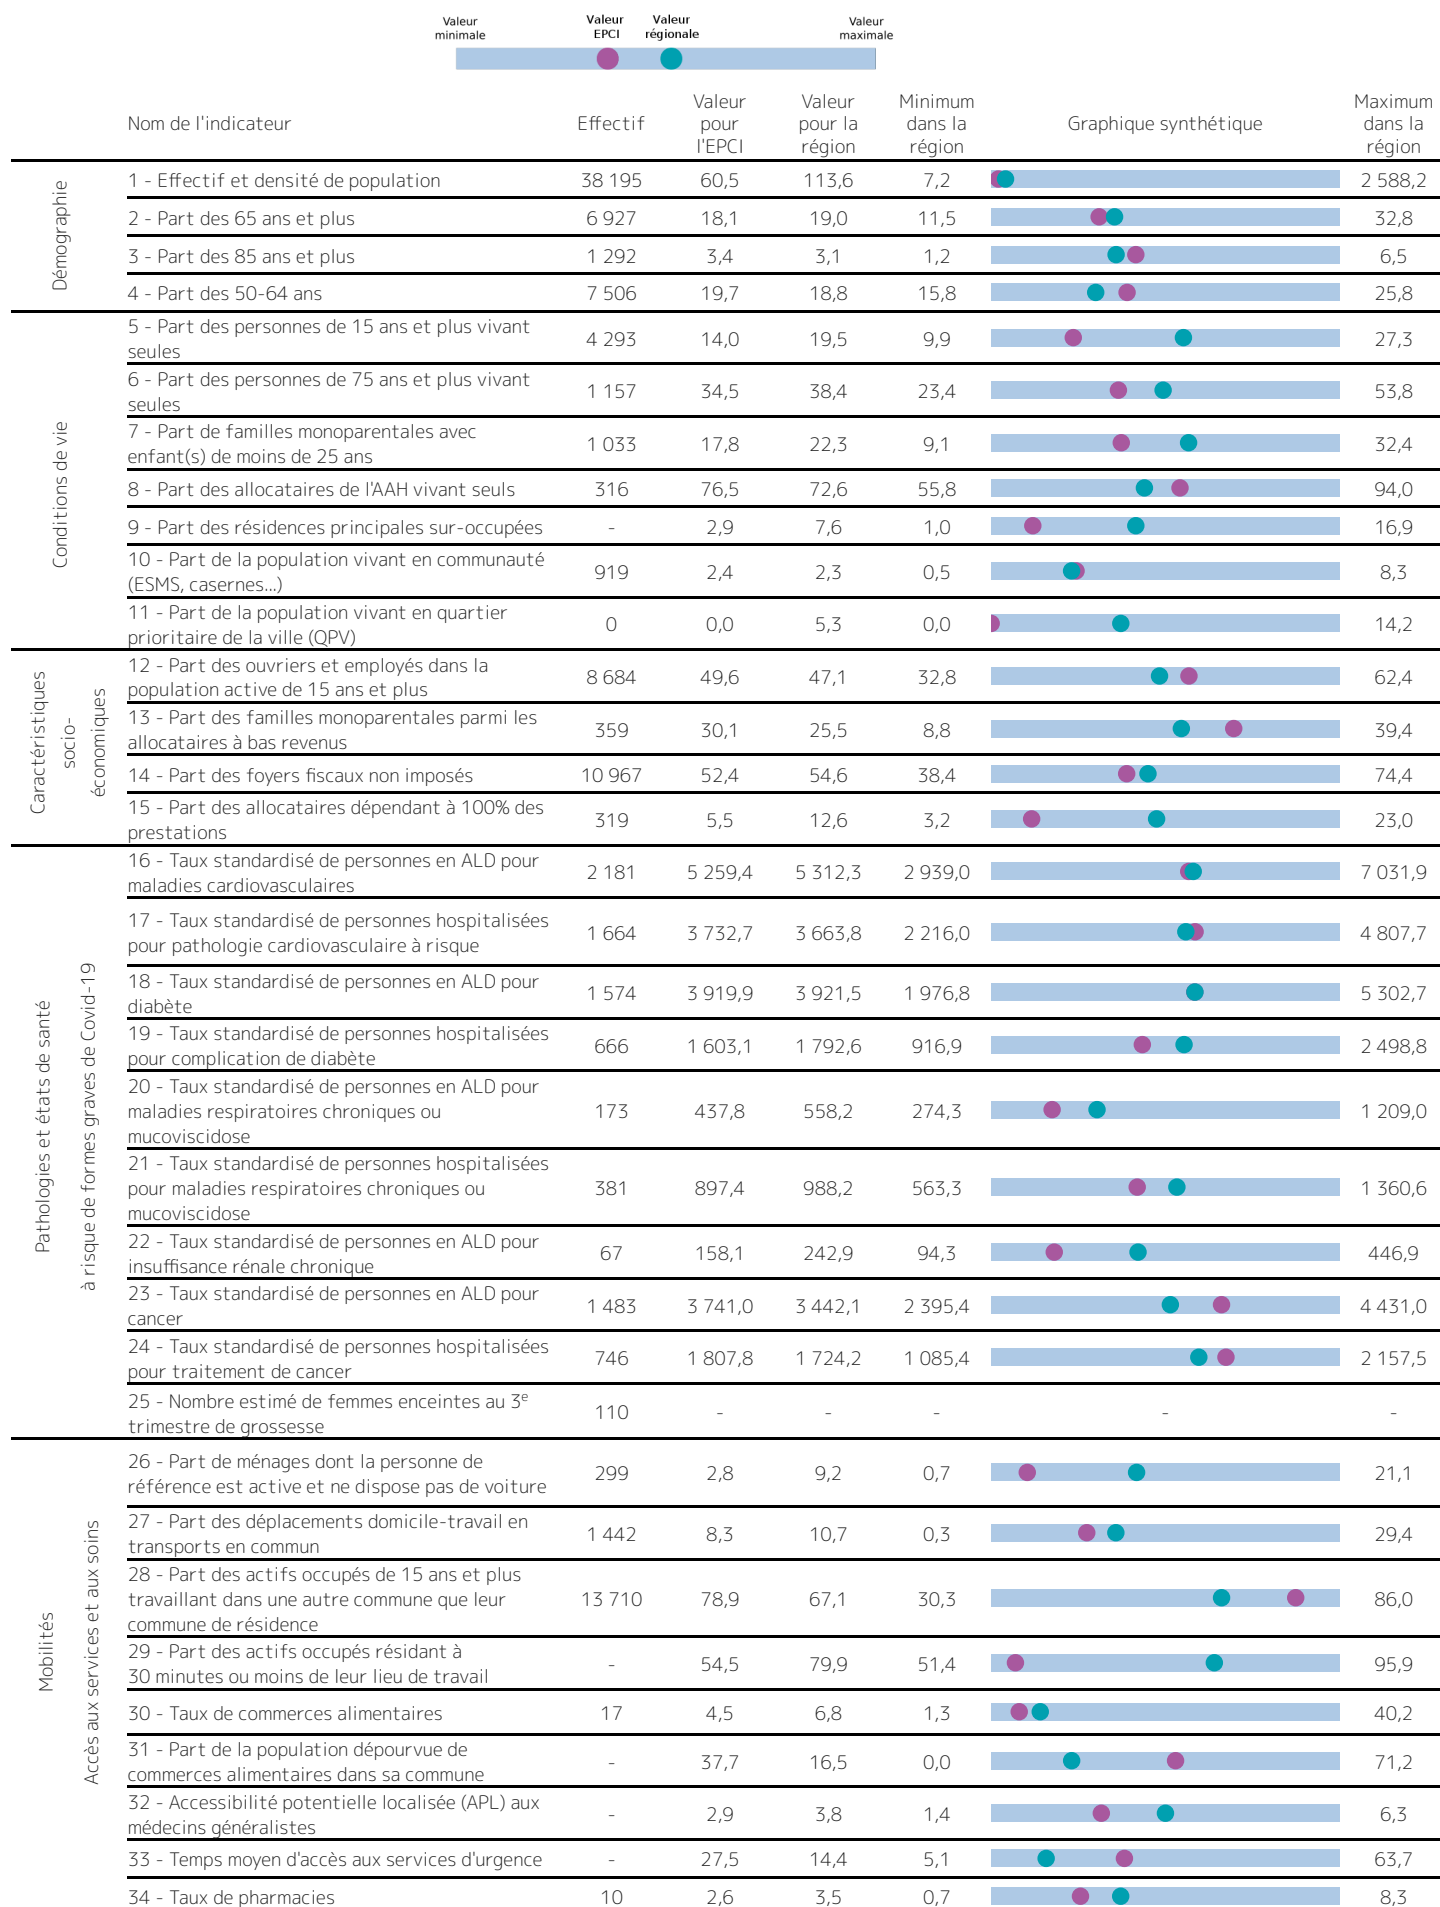 Valeur minimale
Valeur EPCI
Valeur régionale
Valeur maximale
Nom de l'indicateur
Effectif
Valeur pour l'EPCI
Valeur pour la région
Minimum dans la région
Graphique synthétique
Maximum dans la région
Démographie
1 - Effectif et densité de population 38 195 60,5 113,6 7,2 2 588,2
2 - Part des 65 ans et plus 6 927 18,1 19,0 11,5 32,8
3 - Part des 85 ans et plus 1 292 3,4 3,1 1,2 6,5
4 - Part des 50-64 ans 7 506 19,7 18,8 15,8 25,8
Conditions de vie
5 - Part des personnes de 15 ans et plus vivant
seules 4 293 14,0 19,5 9,9 27,3
6 - Part des personnes de 75 ans et plus vivant
seules 1 157 34,5 38,4 23,4 53,8
7 - Part de familles monoparentales avec
enfant(s) de moins de 25 ans 1 033 17,8 22,3 9,1 32,4
8 - Part des allocataires de l'AAH vivant seuls 316 76,5 72,6 55,8 94,0
9 - Part des résidences principales sur-occupées - 2,9 7,6 1,0 16,9
10 - Part de la population vivant en communauté
(ESMS, casernes...) 919 2,4 2,3 0,5 8,3
11 - Part de la population vivant en quartier
prioritaire de la ville (QPV) 0 0,0 5,3 0,0 14,2
Caractéristiques
socio-
économiques
12 - Part des ouvriers et employés dans la
population active de 15 ans et plus 8 684 49,6 47,1 32,8 62,4
13 - Part des familles monoparentales parmi les
allocataires à bas revenus 359 30,1 25,5 8,8 39,4
14 - Part des foyers fiscaux non imposés 10 967 52,4 54,6 38,4 74,4
15 - Part des allocataires dépendant à 100% des
prestations 319 5,5 12,6 3,2 23,0
Pathologies et états de santé
à risque de formes graves de Covid-19
16 - Taux standardisé de personnes en ALD pour
maladies cardiovasculaires 2 181 5 259,4 5 312,3 2 939,0 7 031,9
17 - Taux standardisé de personnes hospitalisées
pour pathologie cardiovasculaire à risque 1 664 3 732,7 3 663,8 2 216,0 4 807,7
18 - Taux standardisé de personnes en ALD pour
diabète 1 574 3 919,9 3 921,5 1 976,8 5 302,7
19 - Taux standardisé de personnes hospitalisées
pour complication de diabète 666 1 603,1 1 792,6 916,9 2 498,8
20 - Taux standardisé de personnes en ALD pour
maladies respiratoires chroniques ou
mucoviscidose 173 437,8 558,2 274,3 1 209,0
21 - Taux standardisé de personnes hospitalisées
pour maladies respiratoires chroniques ou
mucoviscidose 381 897,4 988,2 563,3 1 360,6
22 - Taux standardisé de personnes en ALD pour
insuffisance rénale chronique 67 158,1 242,9 94,3 446,9
23 - Taux standardisé de personnes en ALD pour
cancer 1 483 3 741,0 3 442,1 2 395,4 4 431,0
24 - Taux standardisé de personnes hospitalisées
pour traitement de cancer 746 1 807,8 1 724,2 1 085,4 2 157,5
25 - Nombre estimé de femmes enceintes au 3e
trimestre de grossesse 110 - - - - -
Mobilités
Accès aux services et aux soins
26 - Part de ménages dont la personne de
référence est active et ne dispose pas de voiture 299 2,8 9,2 0,7 21,1
27 - Part des déplacements domicile-travail en
transports en commun 1 442 8,3 10,7 0,3 29,4
28 - Part des actifs occupés de 15 ans et plus
travaillant dans une autre commune que leur
commune de résidence 13 710 78,9 67,1 30,3 86,0
29 - Part des actifs occupés résidant à
30 minutes ou moins de leur lieu de travail - 54,5 79,9 51,4 95,9
30 - Taux de commerces alimentaires 17 4,5 6,8 1,3 40,2
31 - Part de la population dépourvue de
commerces alimentaires dans sa commune - 37,7 16,5 0,0 71,2
32 - Accessibilité potentielle localisée (APL) aux
médecins généralistes - 2,9 3,8 1,4 6,3
33 - Temps moyen d'accès aux services d'urgence - 27,5 14,4 5,1 63,7
34 - Taux de pharmacies 10 2,6 3,5 0,7 8,3